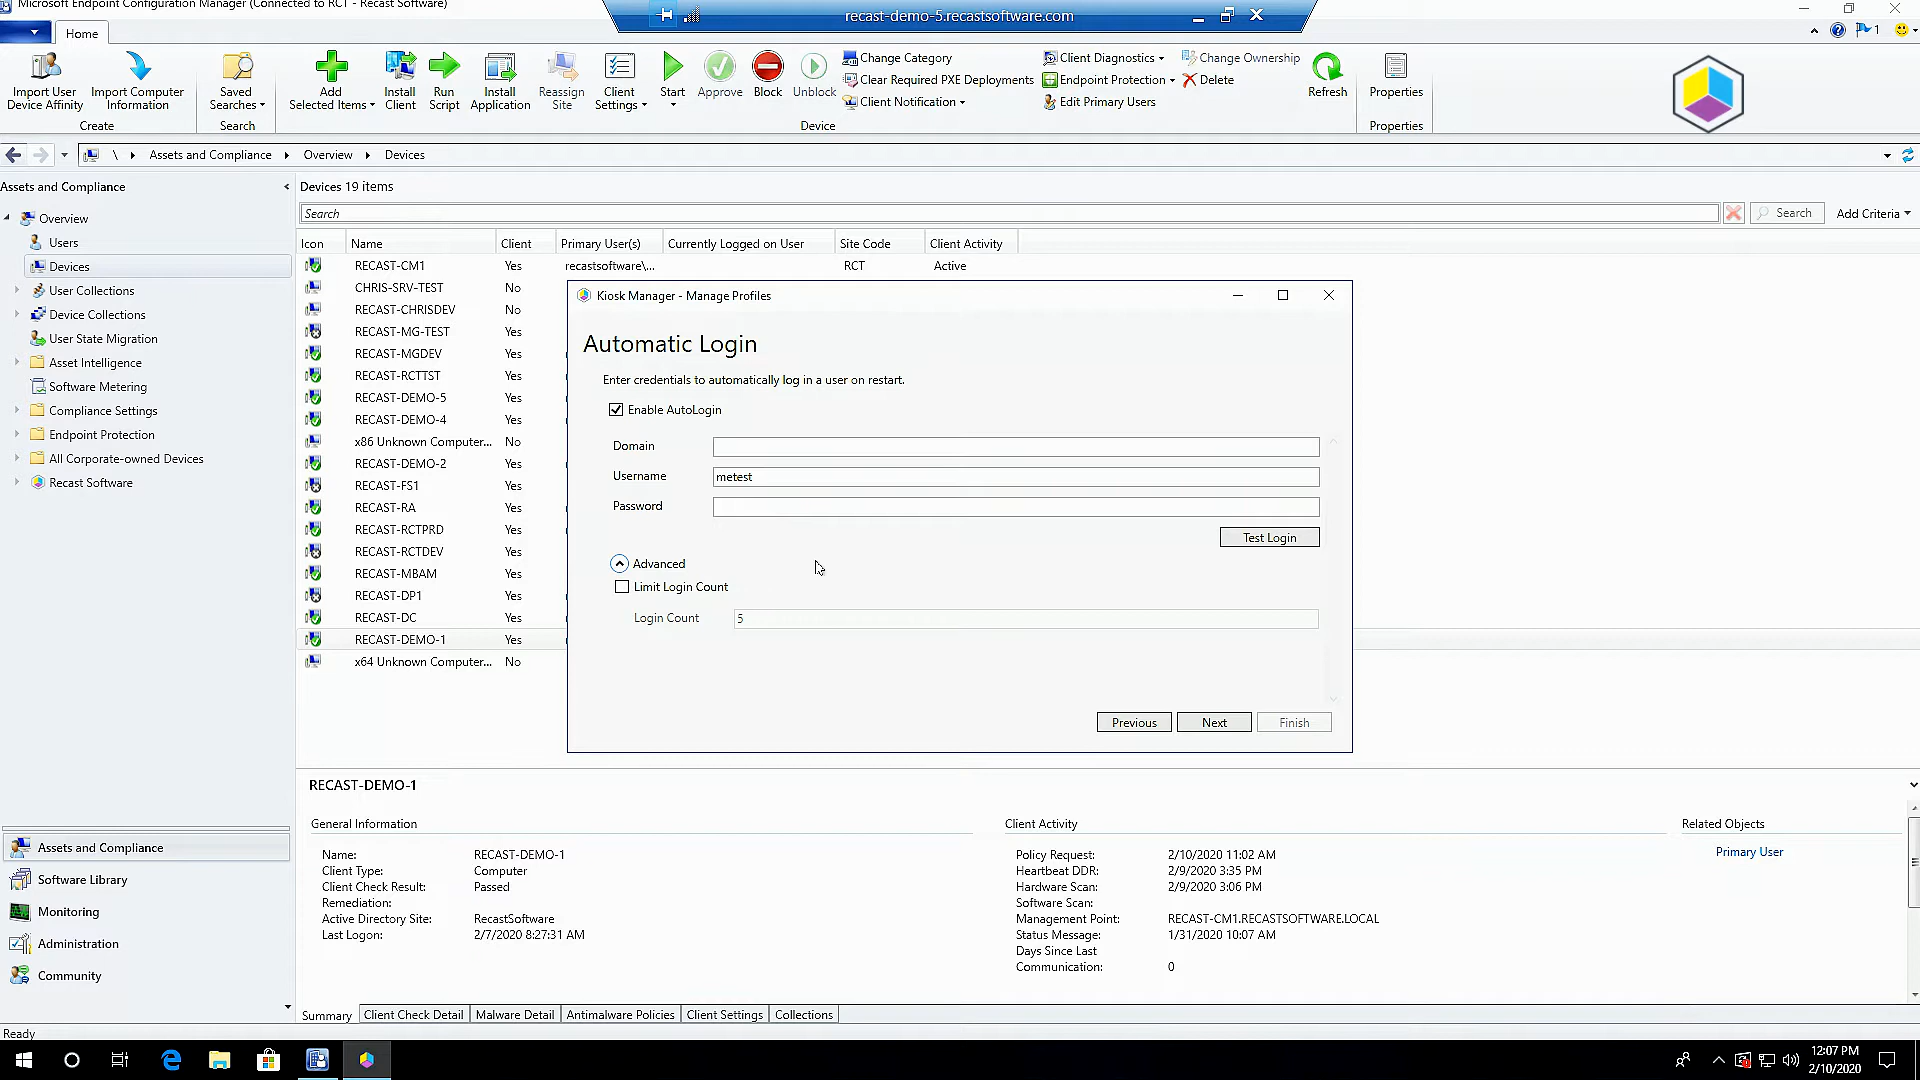 Microsoft Endpoint Configuration Manager (Connected to RCT - Recast Software)
recast-demo-5.recastsoftware.com
Home
1
Import User
Device Affinity
Import Computer
Information
Create
Saved
Searches
Search
Add
Selected Items
Install
Client
Run
Script
Install
Application
Reassign
Site
Client
Settings
Start
Approve
Block
Unblock
Change Category
Clear Required PXE Deployments
Client Notification
Client Diagnostics
Endpoint Protection
Edit Primary Users
Change Ownership
Delete
Device
Refresh
Properties
Properties
\ Assets and Compliance Overview Devices
Assets and Compliance
Overview
Users
Devices
User Collections
Device Collections
User State Migration
Asset Intelligence
Software Metering
Compliance Settings
Endpoint Protection
All Corporate-owned Devices
Recast Software
Assets and Compliance
Software Library
Monitoring
Administration
Community
Devices 19 items
Search
Search
Add Criteria
Icon Name Client Primary User(s) Currently Logged on User Site Code Client Activity
RECAST-CM1 Yes recastsoftware\... RCT Active
CHRIS-SRV-TEST No
RECAST-CHRISDEV No
RECAST-MG-TEST Yes
RECAST-MGDEV Yes
RECAST-RCTTST Yes
RECAST-DEMO-5 Yes
RECAST-DEMO-4 Yes
x86 Unknown Computer... No
RECAST-DEMO-2 Yes
RECAST-FS1 Yes
RECAST-RA Yes
RECAST-RCTPRD Yes
RECAST-RCTDEV Yes
RECAST-MBAM Yes
RECAST-DP1 Yes
RECAST-DC Yes
RECAST-DEMO-1 Yes
x64 Unknown Computer... No
Kiosk Manager - Manage Profiles
Automatic Login
Enter credentials to automatically log in a user on restart.
Enable AutoLogin
Domain
Username metest
Password
Test Login
Advanced
Limit Login Count
Login Count 5
Previous Next Finish
RECAST-DEMO-1
General Information
Name: RECAST-DEMO-1
Client Type: Computer
Client Check Result: Passed
Remediation:
Active Directory Site: RecastSoftware
Last Logon: 2/7/2020 8:27:31 AM
Client Activity
Policy Request: 2/10/2020 11:02 AM
Heartbeat DDR: 2/9/2020 3:35 PM
Hardware Scan: 2/9/2020 3:06 PM
Software Scan:
Management Point: RECAST-CM1.RECASTSOFTWARE.LOCAL
Status Message: 1/31/2020 10:07 AM
Days Since Last
Communication: 0
Related Objects
Primary User
Summary Client Check Detail Malware Detail Antimalware Policies Client Settings Collections
Ready
12:07 PM
2/10/2020